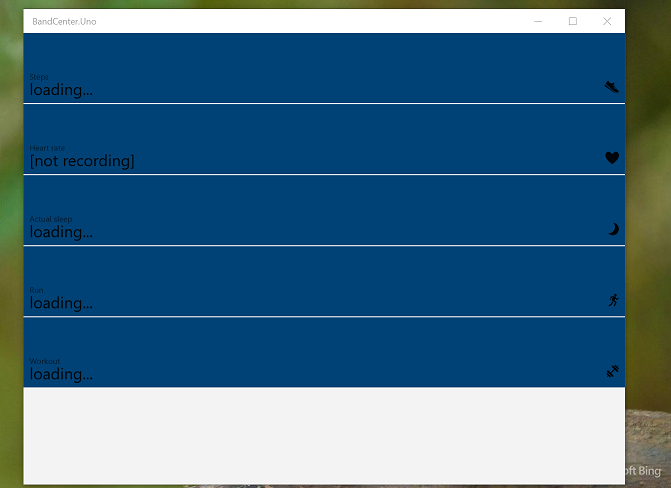 BandCenter.Uno
Steps
loading...
Heart rate
[not recording]
Actual sleep
loading...
Run
loading...
Workout
loading...
oft Bing